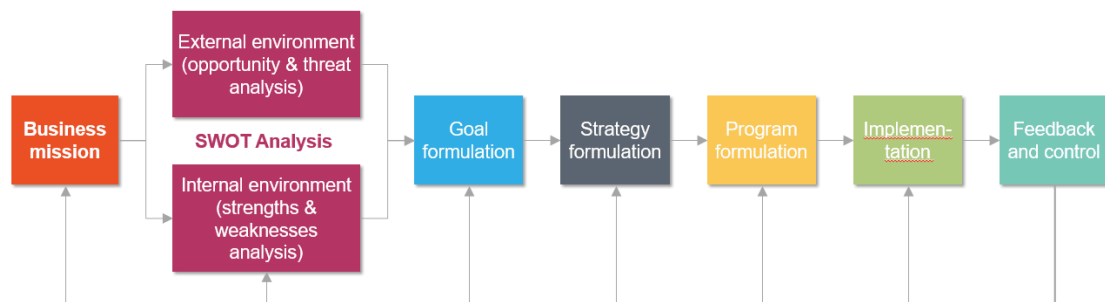 Business
mission
External environment
(opportunity & threat
analysis)
SWOT Analysis
Internal environment
(strengths &
weaknesses
analysis)
Goal
formulation
Strategy
formulation
Program
formulation
Implemen-
tation
Feedback
and control